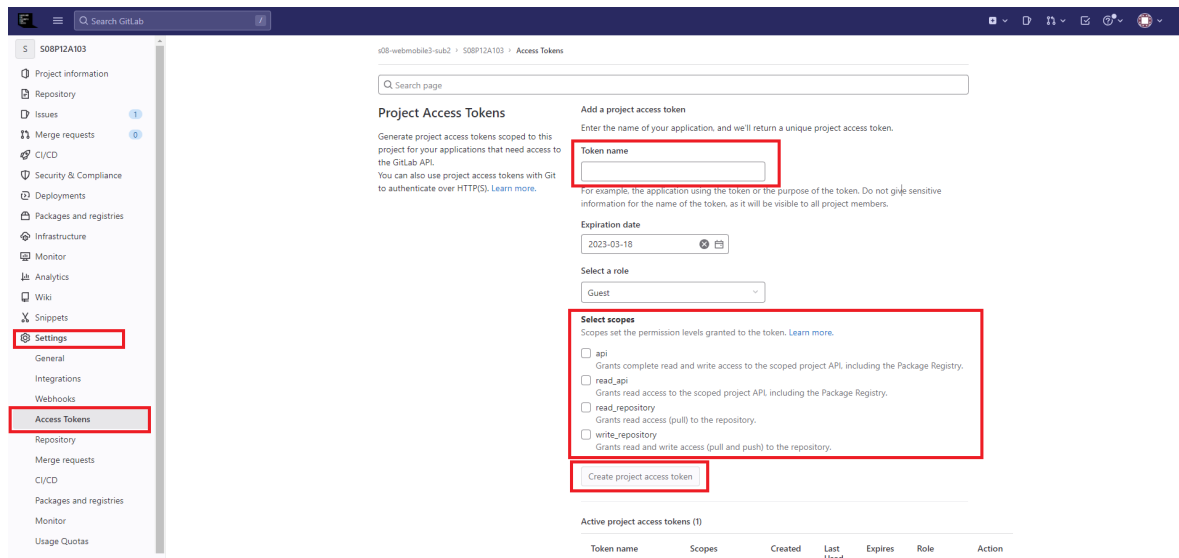 Search GitLab
/
S S08P12A103
Project information
Repository
Issues 1
Merge requests 0
CI/CD
Security & Compliance
Deployments
Packages and registries
Infrastructure
Monitor
Analytics
Wiki
Snippets
Settings
General
Integrations
Webhooks
Access Tokens
Repository
Merge requests
CI/CD
Packages and registries
Monitor
Usage Quotas
s08-webmobile3-sub2 › S08P12A103 › Access Tokens
Search page
Project Access Tokens
Generate project access tokens scoped to this
project for your applications that need access to
the GitLab API.
You can also use project access tokens with Git
to authenticate over HTTP(S). Learn more.
Add a project access token
Enter the name of your application, and we'll return a unique project access token.
Token name
For example, the application using the token or the purpose of the token. Do not give sensitive
information for the name of the token, as it will be visible to all project members.
Expiration date
2023-03-18
Select a role
Guest
Select scopes
Scopes set the permission levels granted to the token. Learn more.
api
Grants complete read and write access to the scoped project API, including the Package Registry.
read_api
Grants read access to the scoped project API, including the Package Registry.
read_repository
Grants read access (pull) to the repository.
write_repository
Grants read and write access (pull and push) to the repository.
Create project access token
Active project access tokens (1)
Token name Scopes Created Last Used Expires Role Action